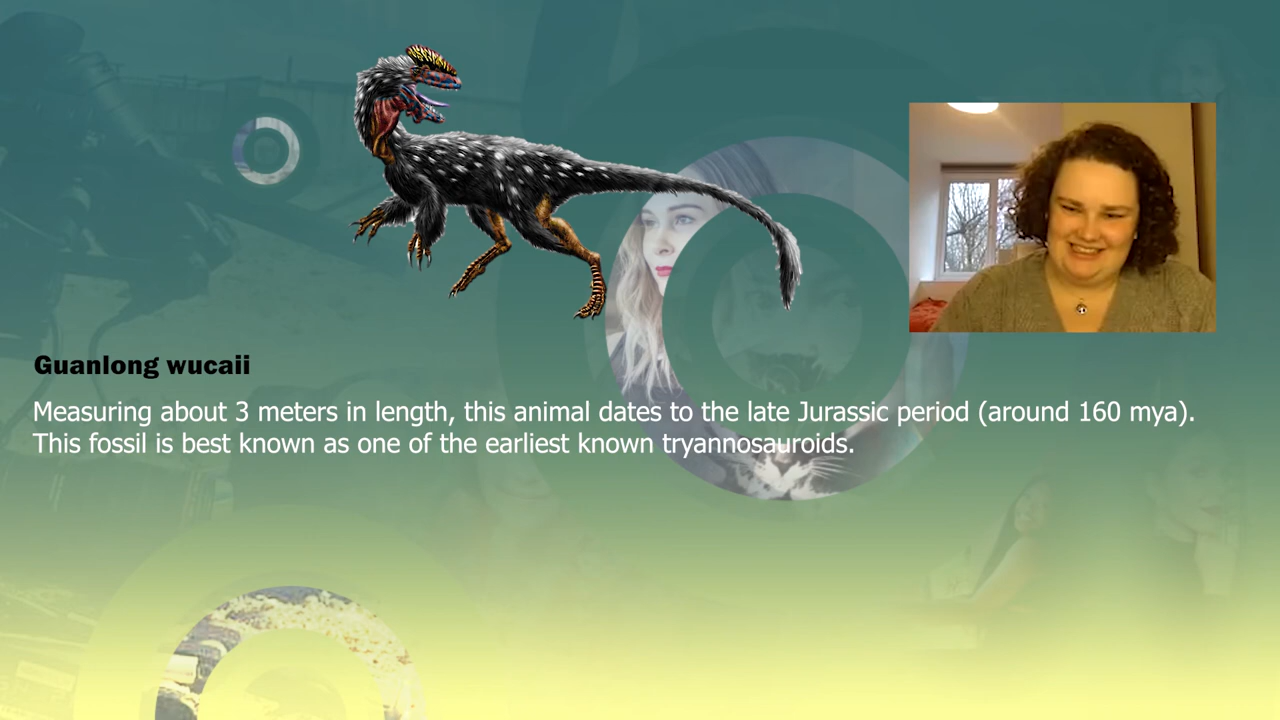 Guanlong wucaii
Measuring about 3 meters in length, this animal dates to the late Jurassic period (around 160 mya).
This fossil is best known as one of the earliest known tryannosauroids.